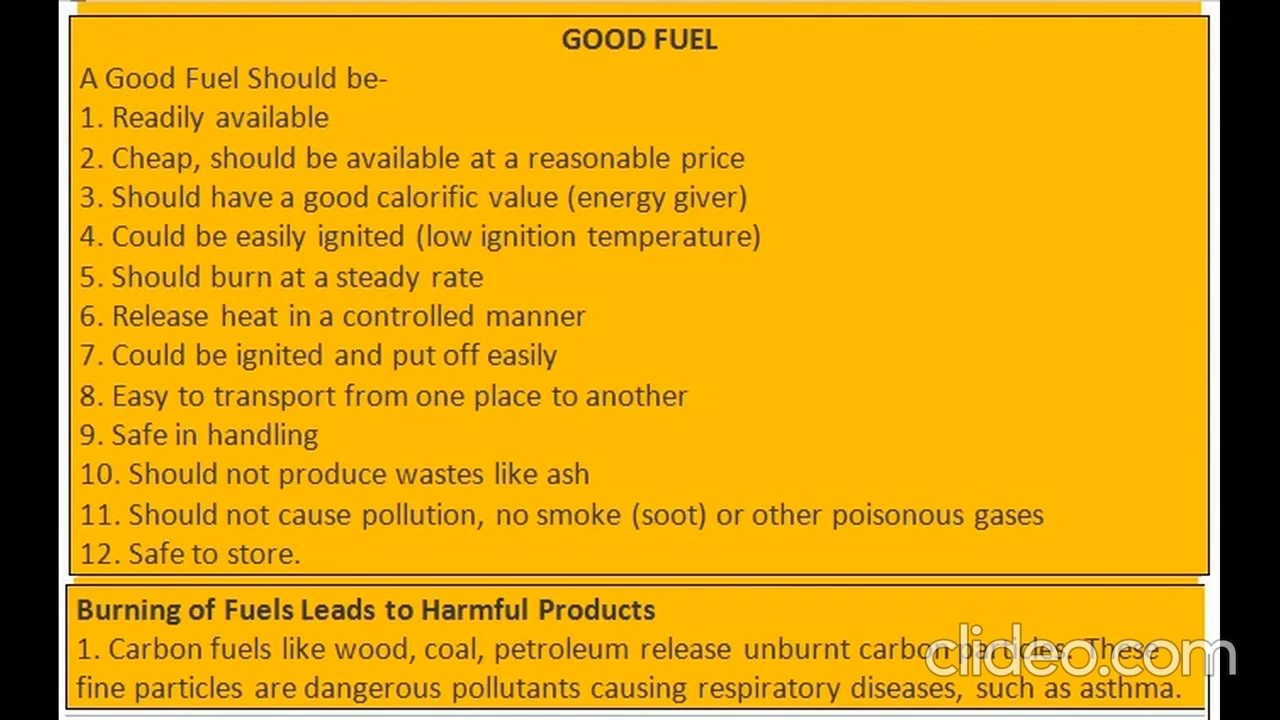 GOOD FUEL
A Good Fuel Should be-
1. Readily available
2. Cheap, should be available at a reasonable price
3. Should have a good calorific value (energy giver)
4. Could be easily ignited (low ignition temperature)
5. Should burn at a steady rate
6. Release heat in a controlled manner
7. Could be ignited and put off easily
8. Easy to transport from one place to another
9. Safe in handling
10. Should not produce wastes like ash
11. Should not cause pollution, no smoke (soot) or other poisonous gases
12. Safe to store.
Burning of Fuels Leads to Harmful Products
1. Carbon fuels like wood, coal, petroleum release unburnt carbon particles. These
fine particles are dangerous pollutants causing respiratory diseases, such as asthma.
clideo.com